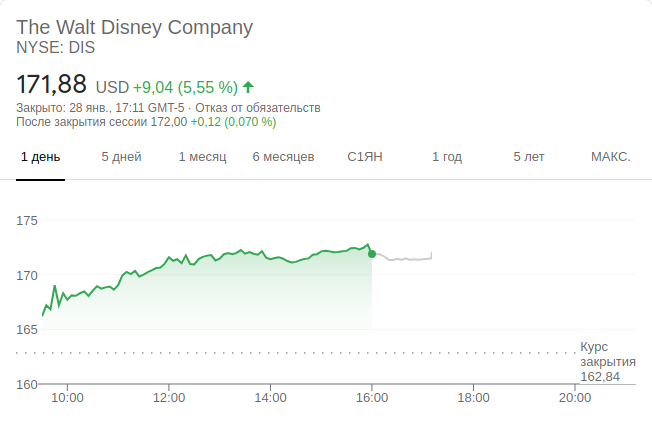 The Walt Disney Company
NYSE: DIS
171,88 USD +9,04 (5,55 %)
Закрыто: 28 янв., 17:11 GMT-5 · Отказ от обязательств
После закрытия сессии 172,00 +0,12 (0,070 %)
1 день 5 дней 1 месяц 6 месяцев С1ЯН 1 год 5 лет МАКС.
175
170
165
Курс
закрытия
162,84
160
10:00 12:00 14:00 16:00 18:00 20:00